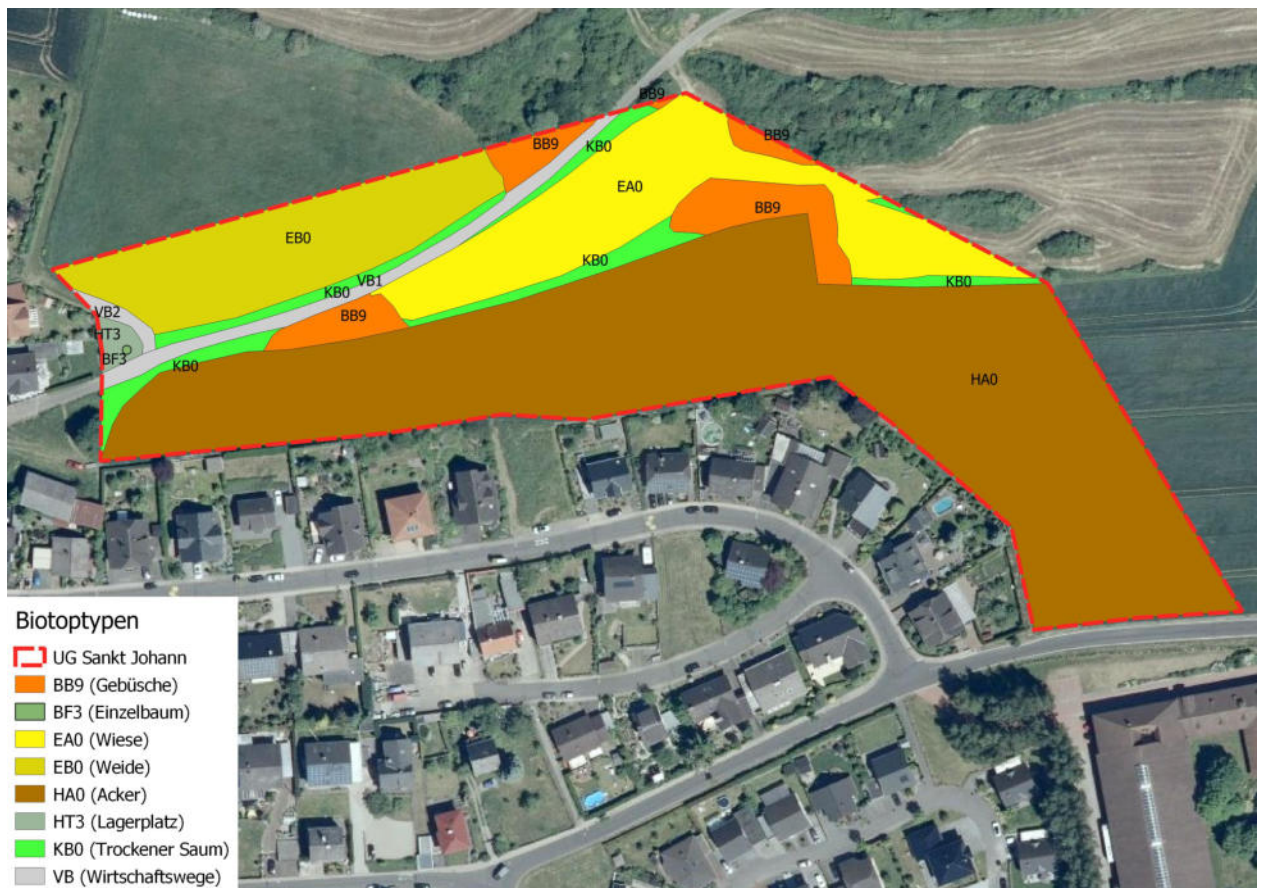 BB9
BB9
BB9
KB0
EA0
BB9
EB0
KB0
VB1
KB0
KB0
VB2
BB9
HT3
BF3
KB0
HA0
Biotoptypen
UG Sankt Johann
BB9 (Gebüsche)
BF3 (Einzelbaum)
EA0 (Wiese)
EB0 (Weide)
HA0 (Acker)
HT3 (Lagerplatz)
KB0 (Trockener Saum)
VB (Wirtschaftswege)